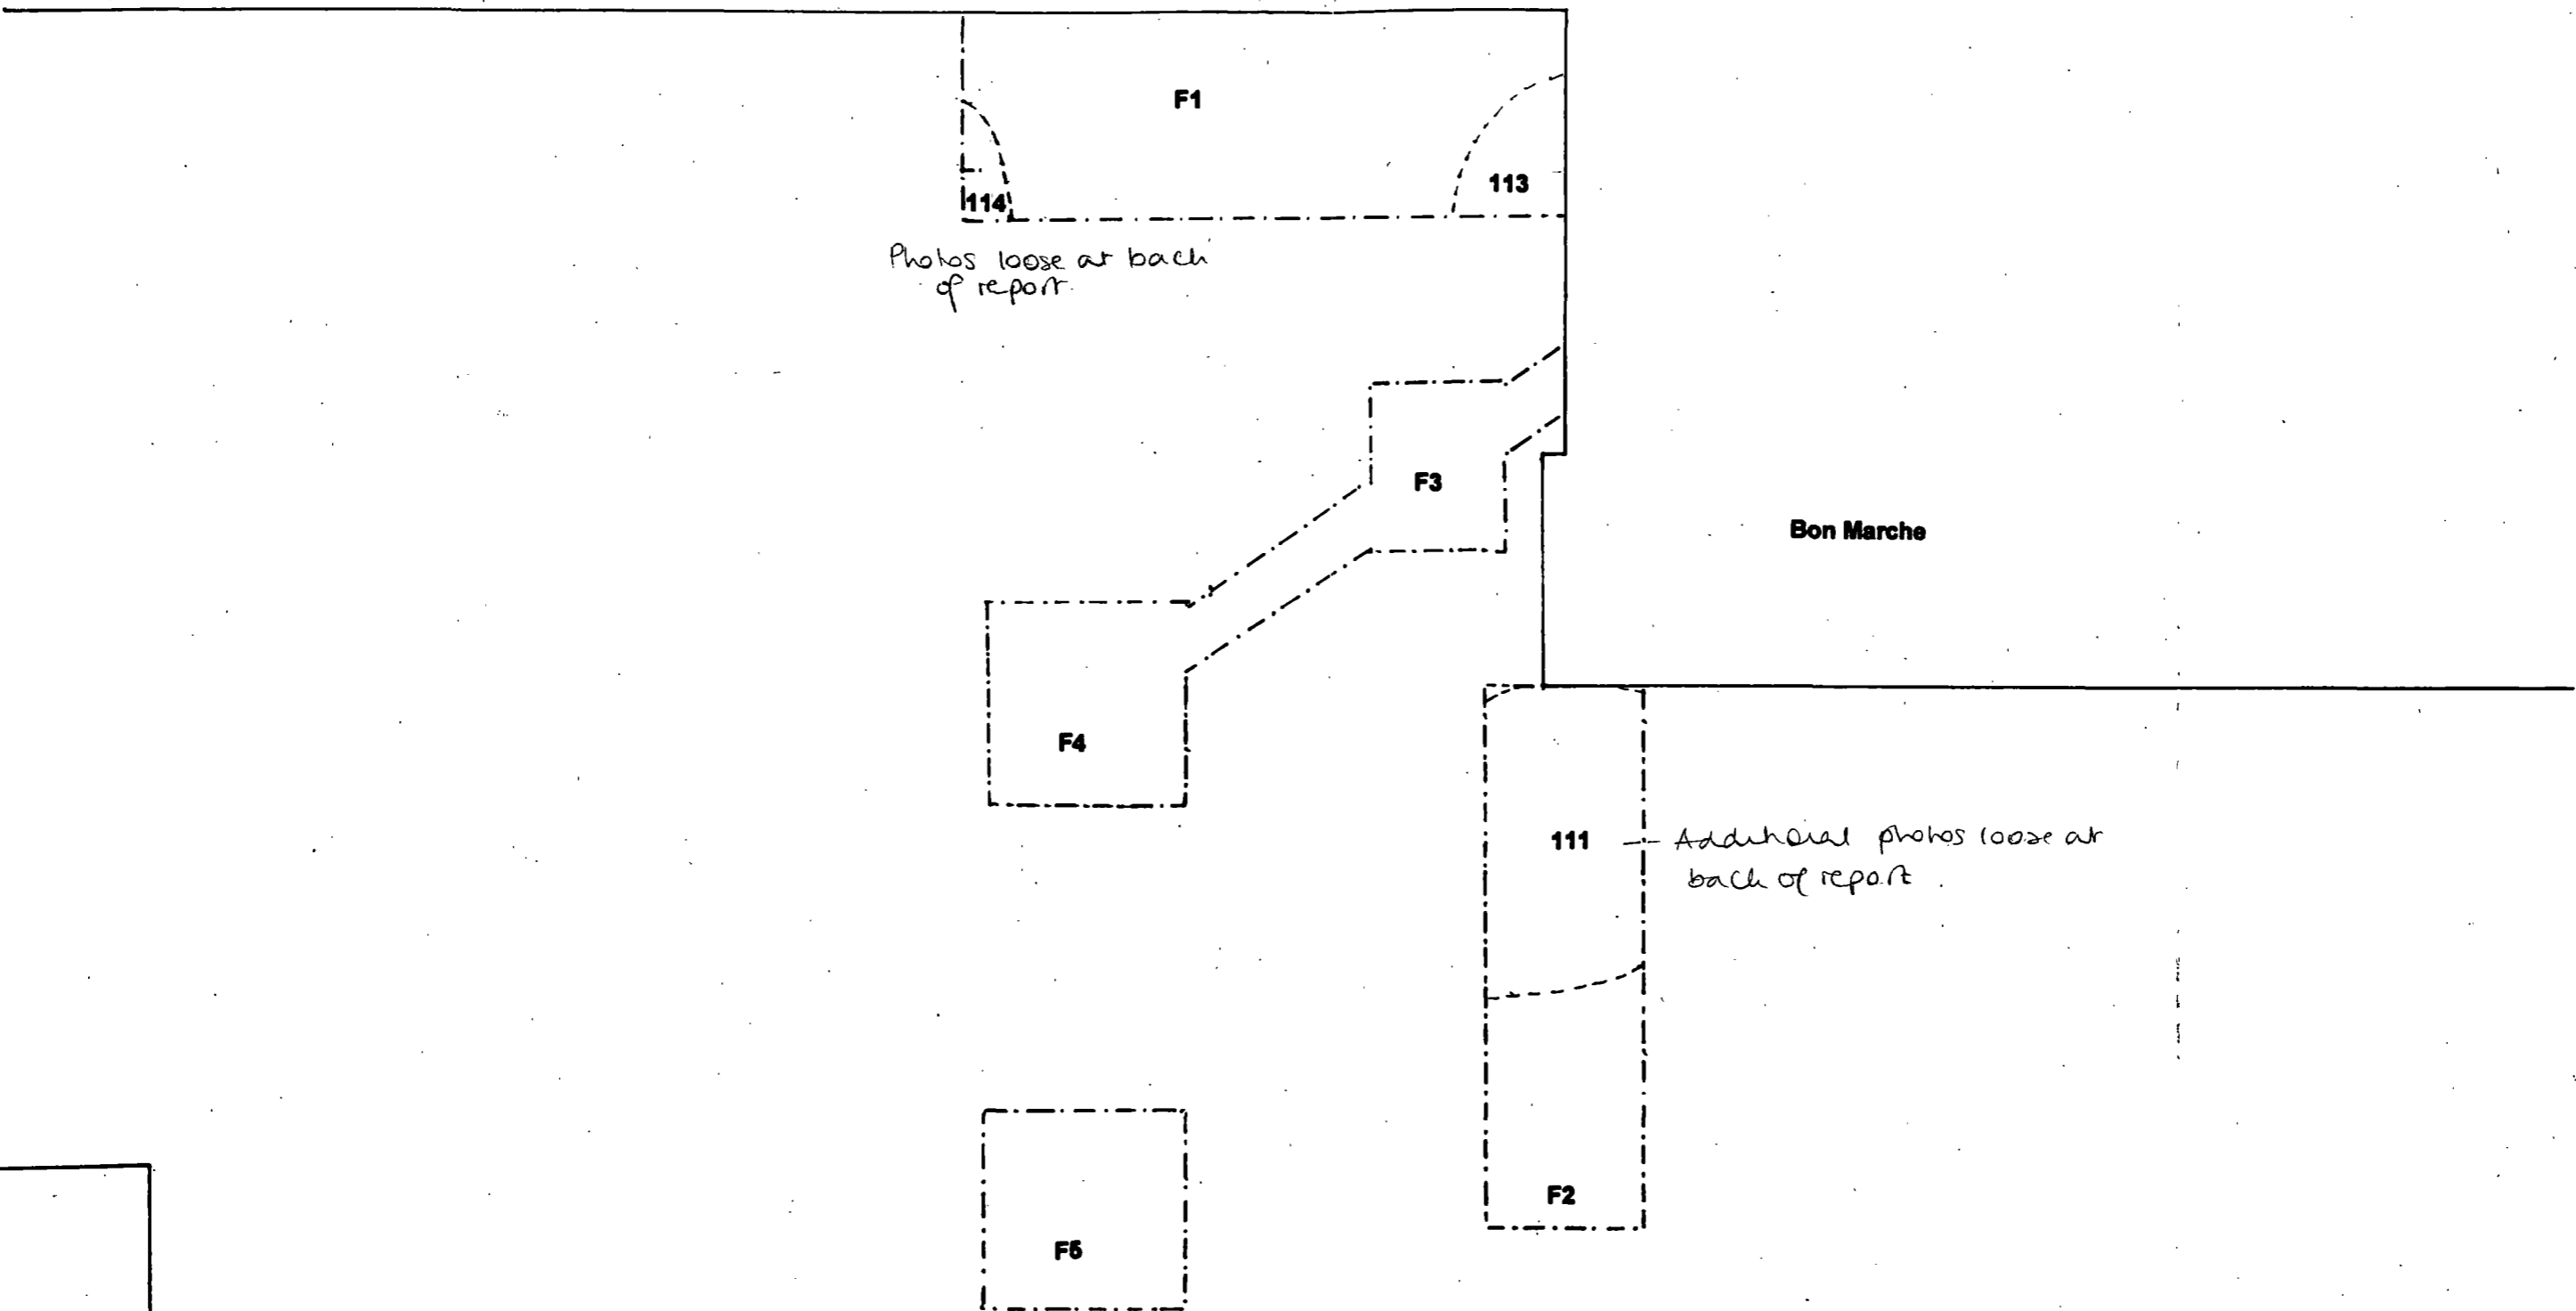 F1
113
114
Photos loose at back
of report.
F3
Bon Marche
F4
111
Additional photos loose at
back of report.
F2
F5